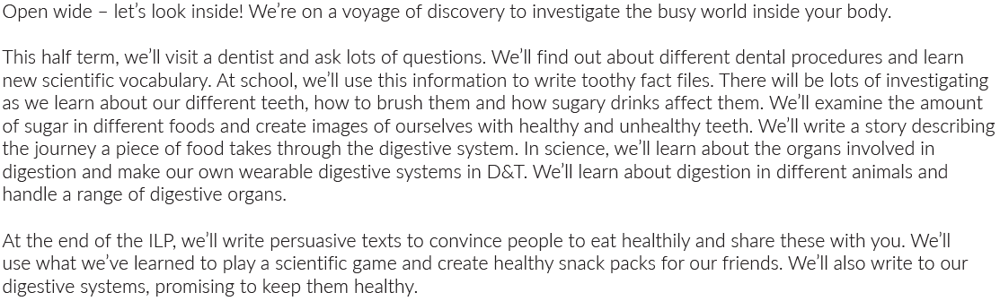 Open wide – let’s look inside! We’re on a voyage of discovery to investigate the busy world inside your body.
This half term, we’ll visit a dentist and ask lots of questions. We’ll find out about different dental procedures and learn
new scientific vocabulary. At school, we’ll use this information to write toothy fact files. There will be lots of investigating
as we learn about our different teeth, how to brush them and how sugary drinks affect them. We’ll examine the amount
of sugar in different foods and create images of ourselves with healthy and unhealthy teeth. We’ll write a story describing
the journey a piece of food takes through the digestive system. In science, we’ll learn about the organs involved in
digestion and make our own wearable digestive systems in D&T. We’ll learn about digestion in different animals and
handle a range of digestive organs.
At the end of the ILP, we’ll write persuasive texts to convince people to eat healthily and share these with you. We’ll
use what we’ve learned to play a scientific game and create healthy snack packs for our friends. We’ll also write to our
digestive systems, promising to keep them healthy.